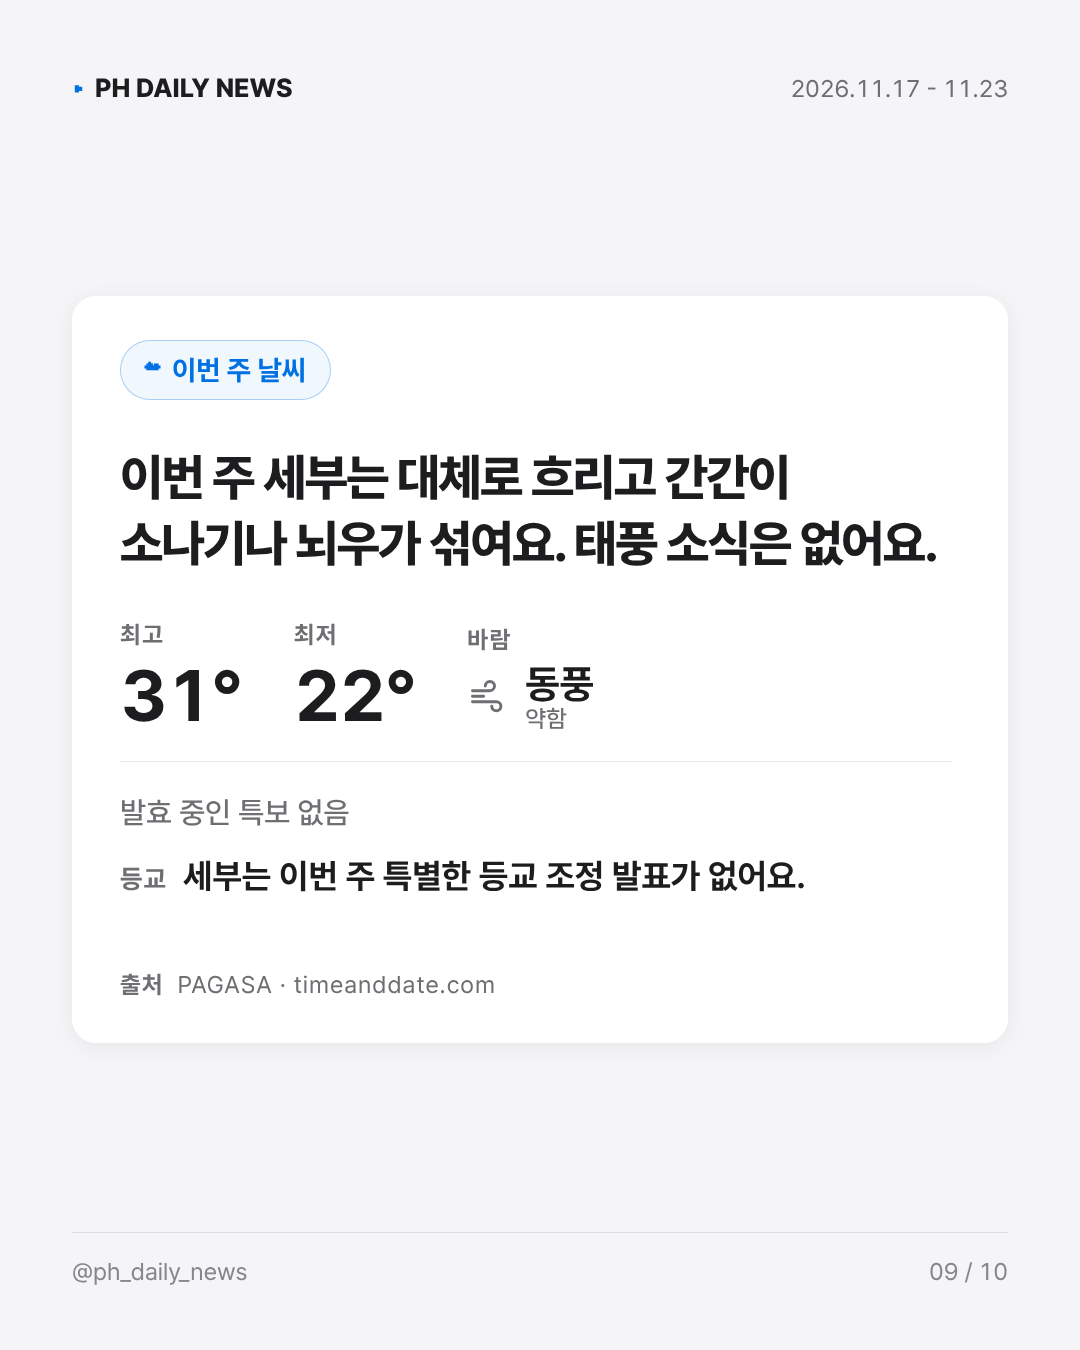 PH DAILY NEWS
2026.11.17 - 11.23
이번 주 날씨
이번 주 세부는 대체로 흐리고 간간이
소나기나 뇌우가 섞여요. 태풍 소식은 없어요.
최고
31°
최저
22°
바람
동풍
약함
발효 중인 특보 없음
등교 세부는 이번 주 특별한 등교 조정 발표가 없어요.
출처 PAGASA · timeanddate.com
@ph_daily_news
09 / 10